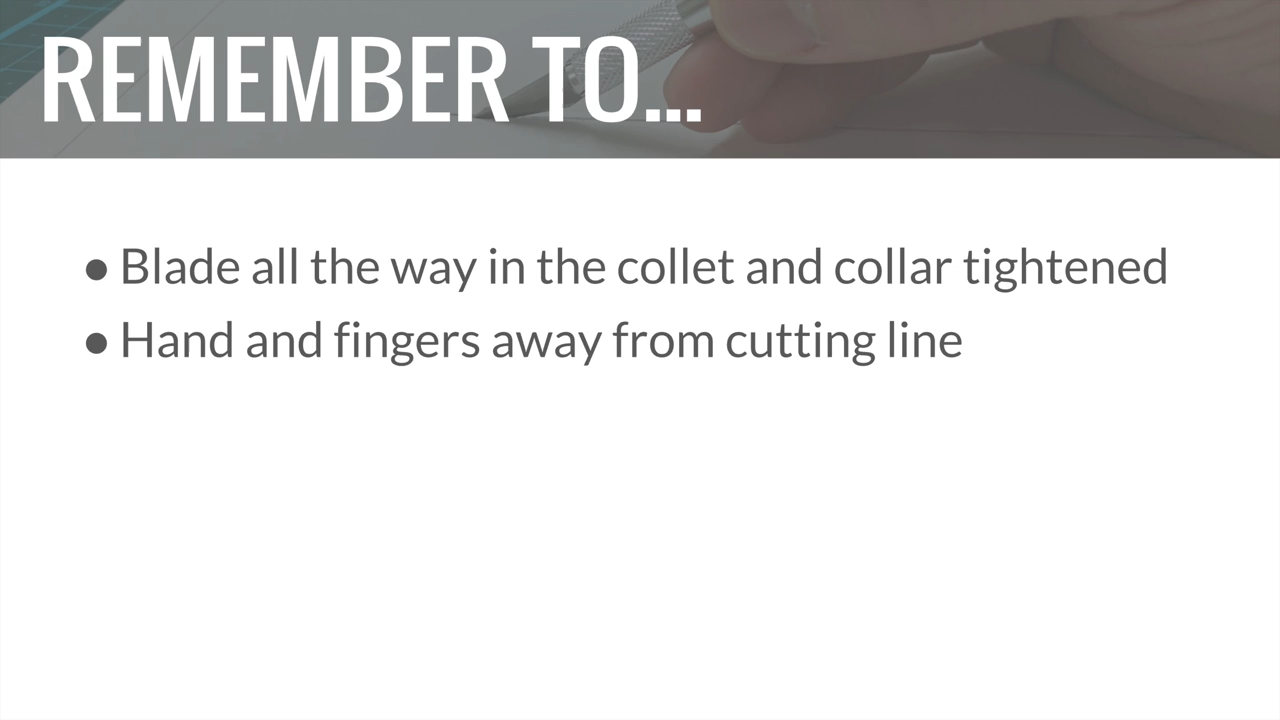 REMEMBER TO...
● Blade all the way in the collet and collar tightened
● Hand and fingers away from cutting line